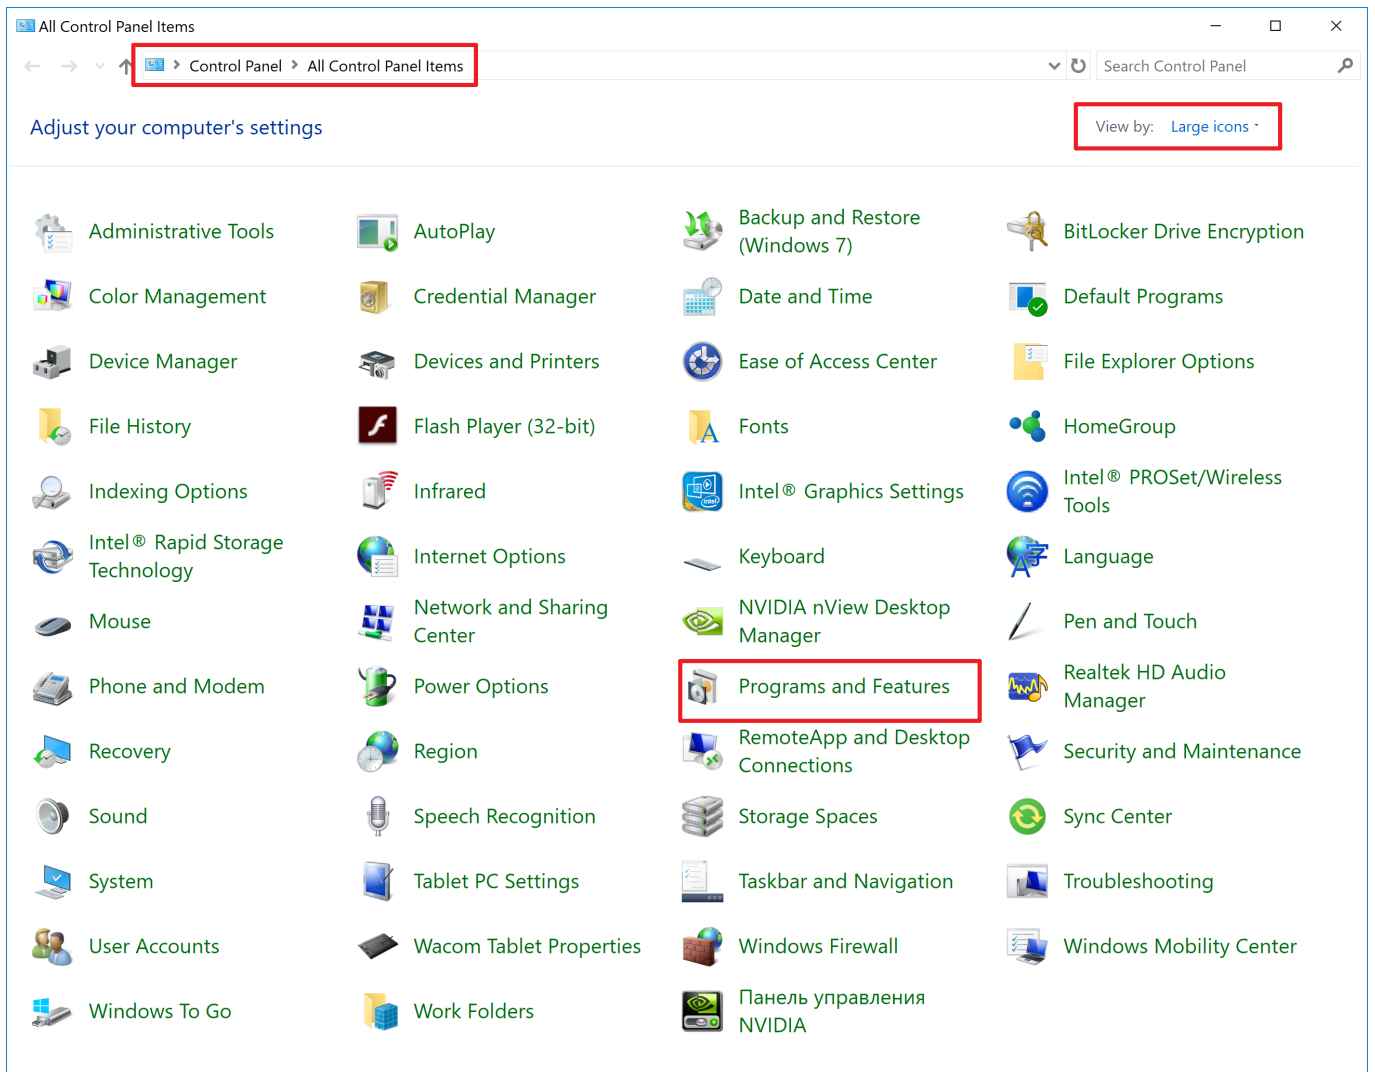 All Control Panel Items
Control Panel > All Control Panel Items
Search Control Panel
Adjust your computer's settings
View by: Large icons
Administrative Tools
AutoPlay
Backup and Restore
(Windows 7)
BitLocker Drive Encryption
Color Management
Credential Manager
Date and Time
Default Programs
Device Manager
Devices and Printers
Ease of Access Center
File Explorer Options
File History
Flash Player (32-bit)
Fonts
HomeGroup
Indexing Options
Infrared
Intel® Graphics Settings
Intel® PROSet/Wireless
Tools
Intel® Rapid Storage
Technology
Internet Options
Keyboard
Language
Mouse
Network and Sharing
Center
NVIDIA nView Desktop
Manager
Pen and Touch
Phone and Modem
Power Options
Programs and Features
Realtek HD Audio
Manager
Recovery
Region
RemoteApp and Desktop
Connections
Security and Maintenance
Sound
Speech Recognition
Storage Spaces
Sync Center
System
Tablet PC Settings
Taskbar and Navigation
Troubleshooting
User Accounts
Wacom Tablet Properties
Windows Firewall
Windows Mobility Center
Windows To Go
Work Folders
Панель управления
NVIDIA